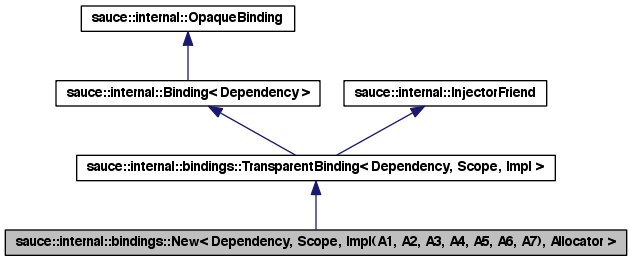 sauce::internal::OpaqueBinding
sauce::internal::Binding< Dependency >
sauce::internal::InjectorFriend
sauce::internal::bindings::TransparentBinding< Dependency, Scope, Impl >
sauce::internal::bindings::New< Dependency, Scope, Impl(A1, A2, A3, A4, A5, A6, A7), Allocator >